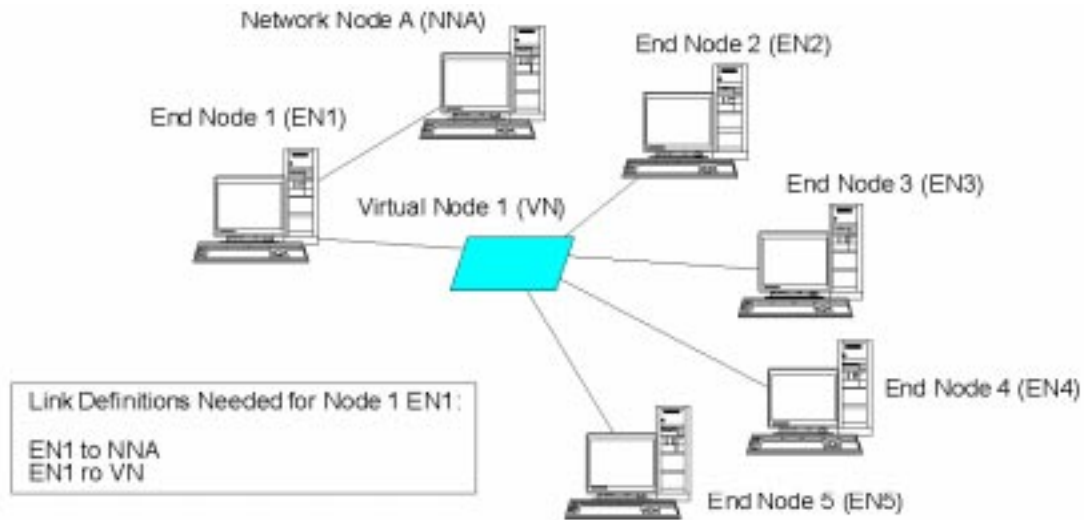 Network Node A (NNA)
End Node 2 (EN2)
End Node 1 (EN1)
End Node 3 (EN3)
Virtual Node 1 (VN)
End Node 4 (EN4)
Link Definitions Needed for Node 1 EN1:
EN1 to NNA
EN1 ro VN
End Node 5 (EN5)